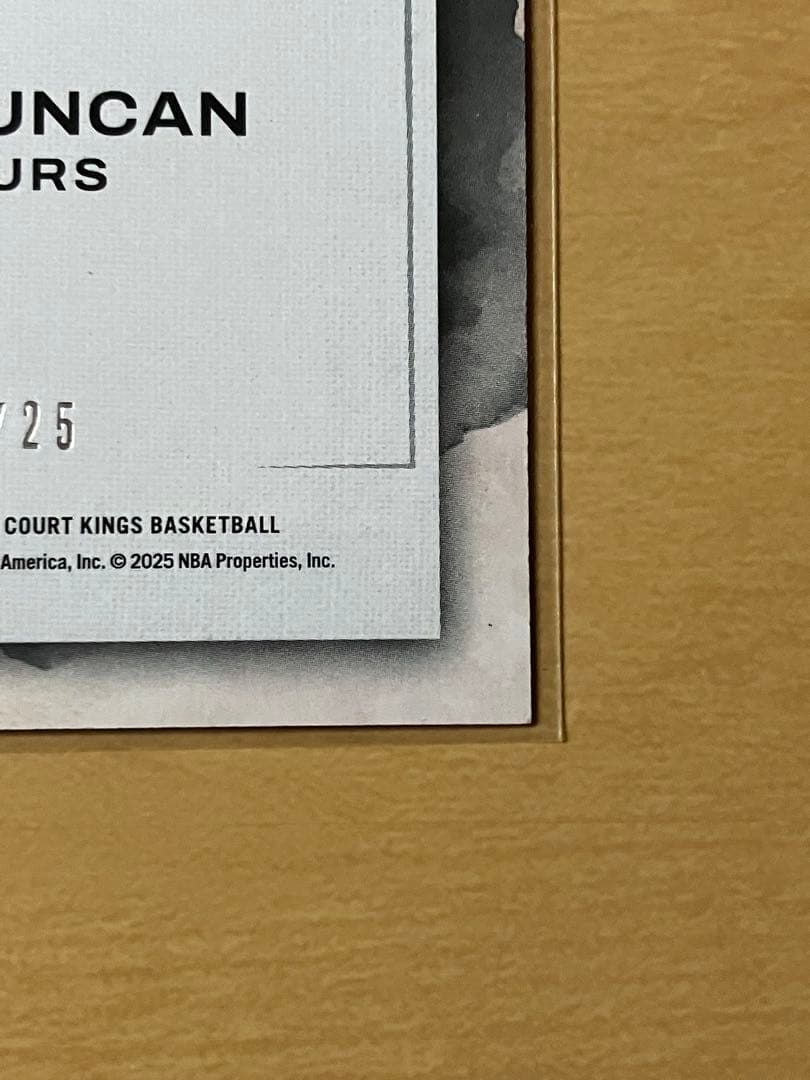 UNCAN
URS
/25
COURT KINGS BASKETBALL
America, Inc. © 2025 NBA Properties, Inc.